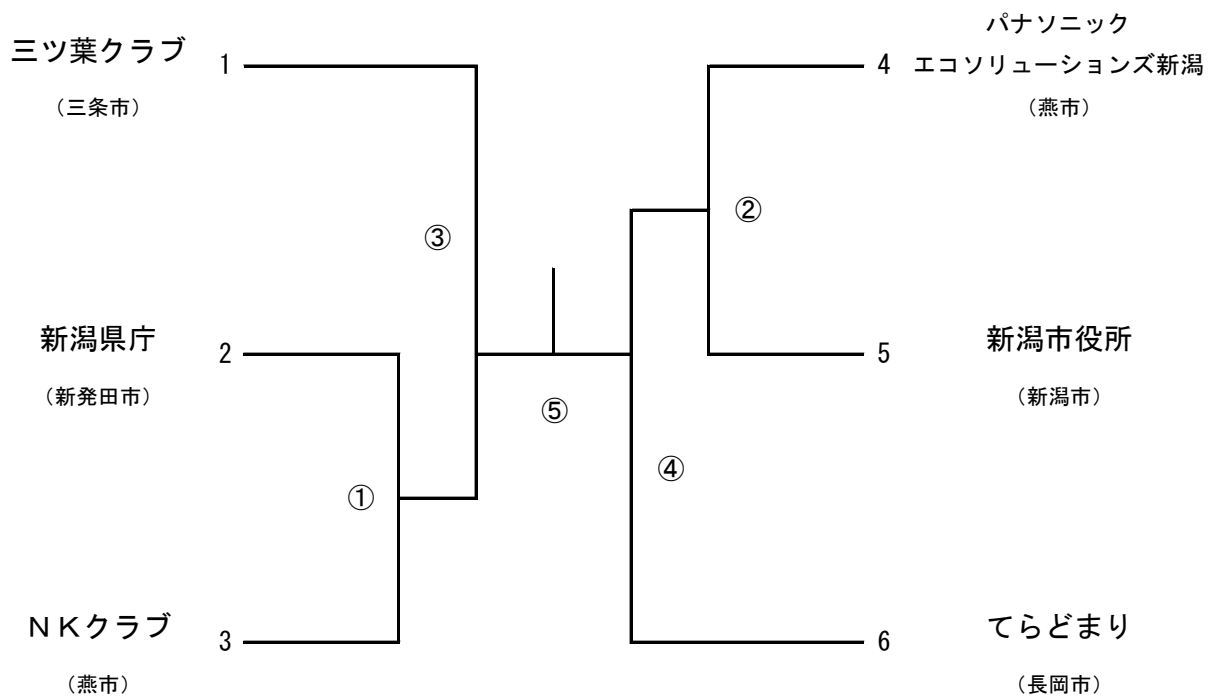 三ツ葉クラブ 1
（三条市）
新潟県庁 2
（新発田市）
ＮＫクラブ 3
（燕市）
③
①
⑤
②
④
パナソニック
4 エコソリューションズ新潟
（燕市）
5 新潟市役所
（新潟市）
6 てらどまり
（長岡市）